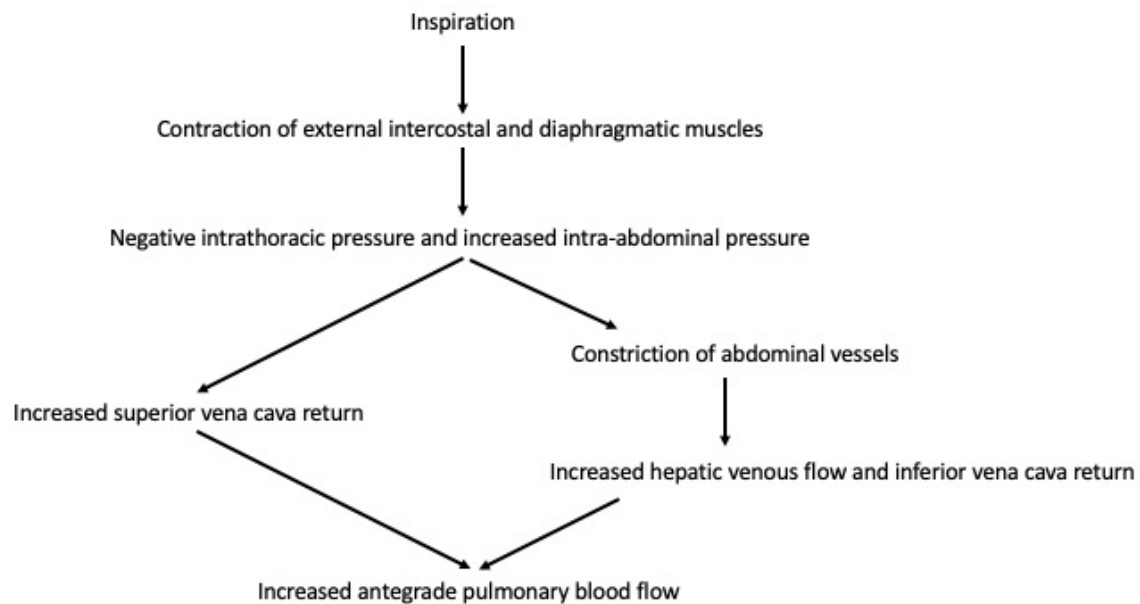 Inspiration
Contraction of external intercostal and diaphragmatic muscles
Negative intrathoracic pressure and increased intra-abdominal pressure
Constriction of abdominal vessels
Increased superior vena cava return
Increased hepatic venous flow and inferior vena cava return
Increased antegrade pulmonary blood flow